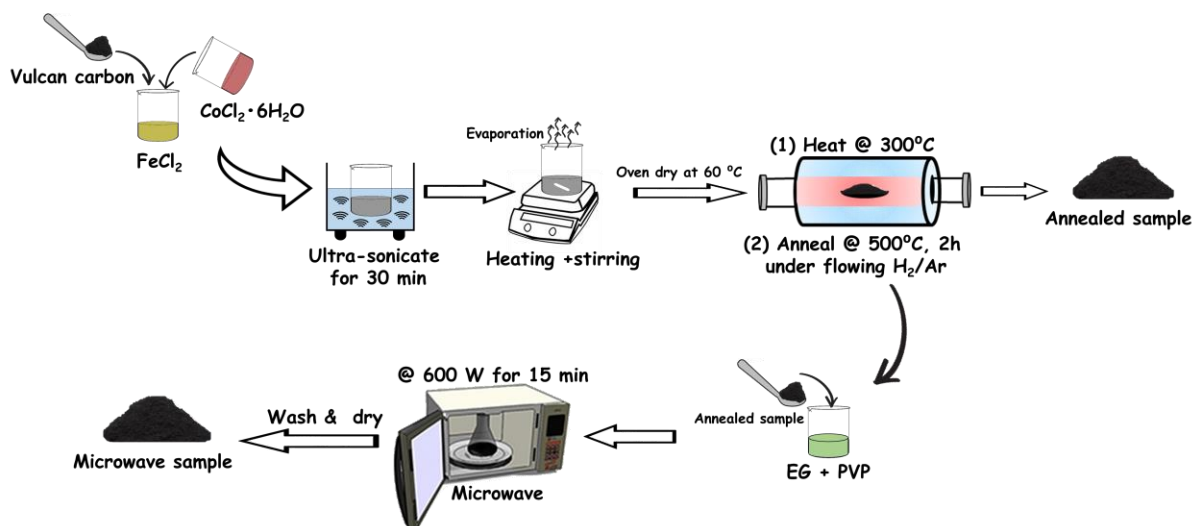 Vulcan carbon
CoCl₂·6H₂O
FeCl₂
Ultra-sonicate
for 30 min
Evaporation
Heating +stirring
Oven dry at 60 °C
(1) Heat @ 300°C
(2) Anneal @ 500°C, 2h
under flowing H₂/Ar
Annealed sample
Annealed sample
EG + PVP
@ 600 W for 15 min
Microwave
Wash & dry
Microwave sample